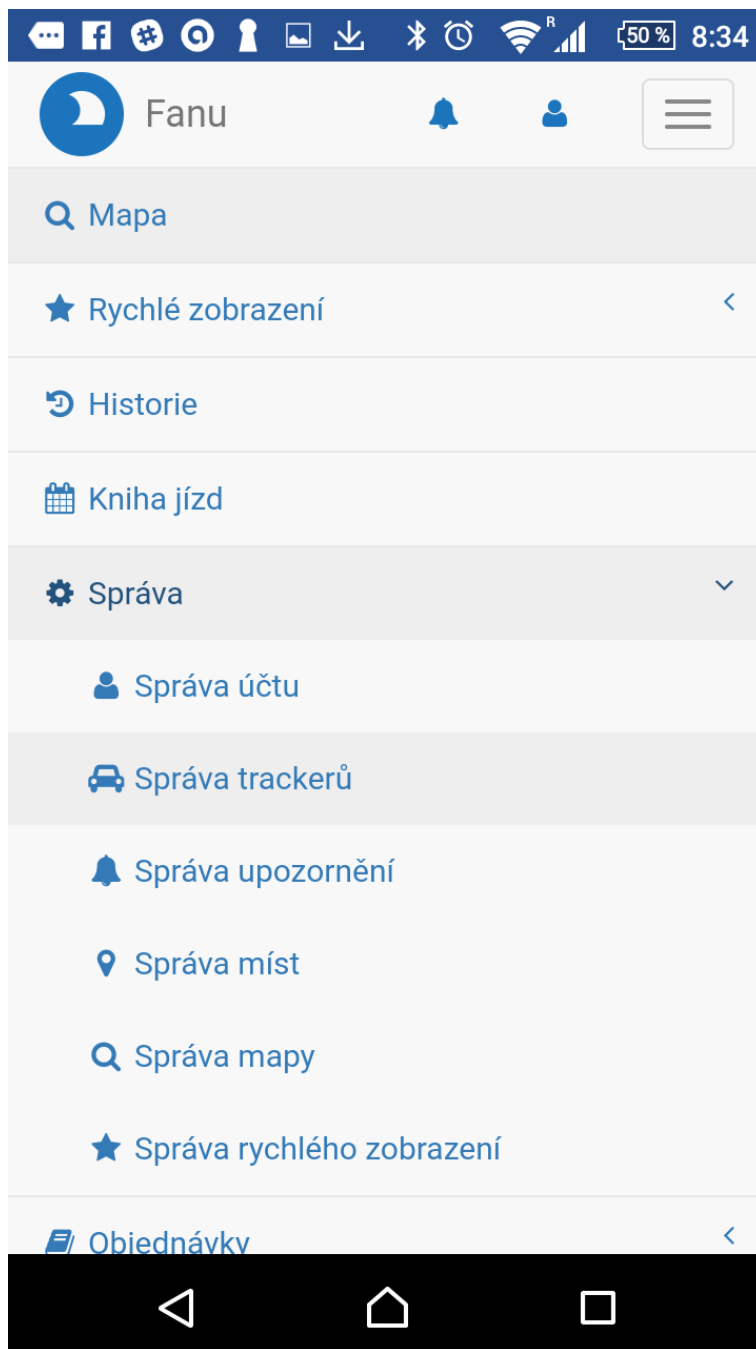 R
50 %
8:34
Fanu
Mapa
Rychlé zobrazení
Historie
Kniha jízd
Správa
Správa účtu
Správa trackerů
Správa upozornění
Správa míst
Správa mapy
Správa rychlého zobrazení
Objednávky